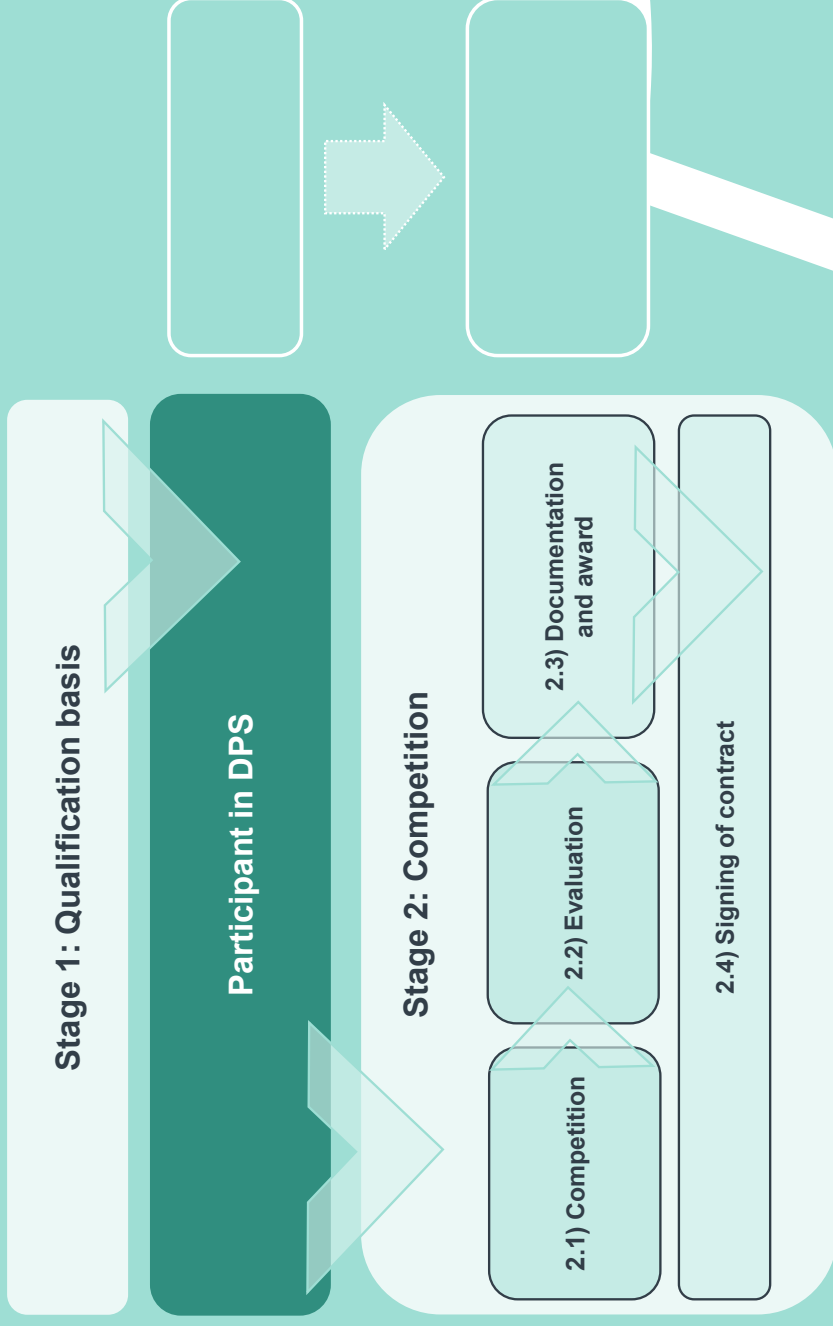 Stage 1: Qualification basis
Participant in DPS
Stage 2: Competition
2.1) Competition
2.2) Evaluation
2.3) Documentation
and award
2.4) Signing of contract